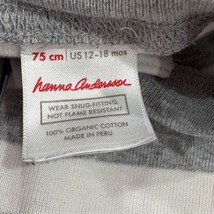 75 cm | US 12-18 mos
hanna Andersson
WEAR SNUG-FITTING,
NOT FLAME RESISTANT
100% ORGANIC COTTON
MADE IN PERU